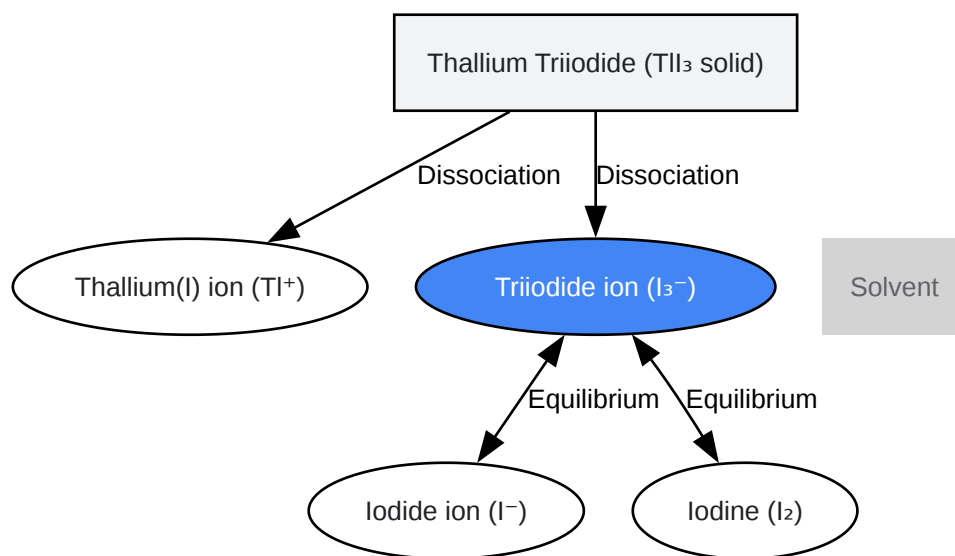 Thallium Triiodide (TlI₃ solid)
Dissociation
Dissociation
Thallium(I) ion (Tl⁺)
Triiodide ion (I₃⁻)
Solvent
Equilibrium
Equilibrium
Iodide ion (I⁻)
Iodine (I₂)